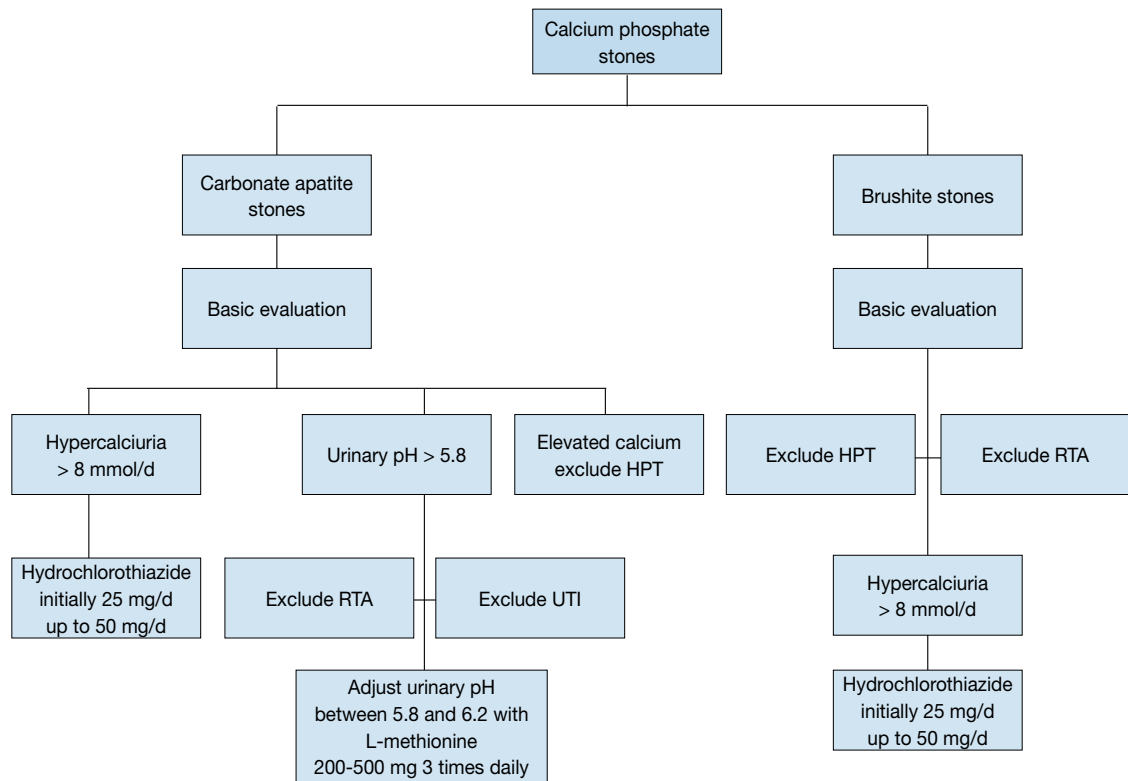 Calcium phosphate
stones
Carbonate apatite
stones
Brushite stones
Basic evaluation
Basic evaluation
Hypercalciuria
> 8 mmol/d
Urinary pH > 5.8
Elevated calcium
exclude HPT
Exclude HPT
Exclude RTA
Hydrochlorothiazide
initially 25 mg/d
up to 50 mg/d
Exclude RTA
Exclude UTI
Hypercalciuria
> 8 mmol/d
Adjust urinary pH
between 5.8 and 6.2 with
L-methionine
200-500 mg 3 times daily
Hydrochlorothiazide
initially 25 mg/d
up to 50 mg/d